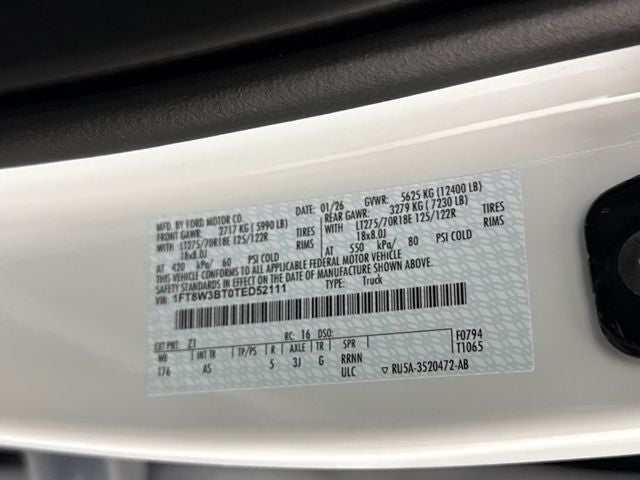 MFD. BY FORD MOTOR CO.
DATE: 01/26 GVWR: 5625 KG (12400 LB)
FRONT GAWR: 2717 KG ( 5990 LB) REAR GAWR: 3279 KG ( 7230 LB)
WITH LT275/70R18E 125/122R TIRES WITH LT275/70R18E 125/122R TIRES
18x8.0J RIMS 18x8.0J RIMS
AT 420 kPa/ 60 PSI COLD AT 550 kPa/ 80 PSI COLD
THIS VEHICLE CONFORMS TO ALL APPLICABLE FEDERAL MOTOR VEHICLE
SAFETY STANDARDS IN EFFECT ON THE DATE OF MANUFACTURE SHOWN ABOVE.
VIN: 1FT8W3BT0TED52111 TYPE: Truck
EXT PNT: Z1 RC: 16 DSO: F0794
WB INT TR TP/PS R AXLE TR SPR T1065
176 AS 5 3J G RRNN
ULC ▽ RU5A-3520472-AB